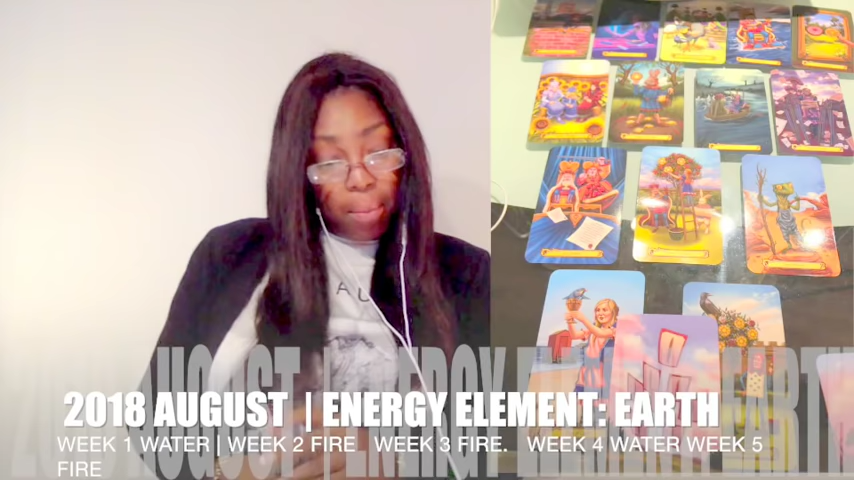 AU
2018 AUGUST | ENERGY ELEMENT: EARTH
WEEK 1 WATER | WEEK 2 FIRE WEEK 3 FIRE. WEEK 4 WATER WEEK 5
FIRE